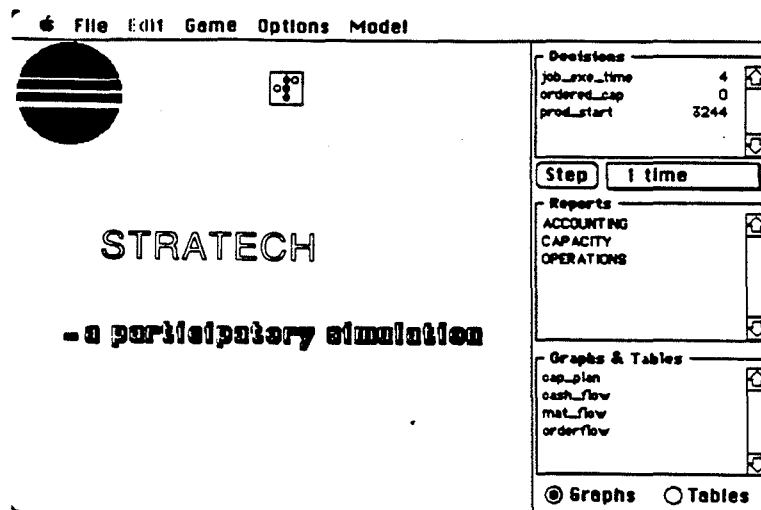 File Edit Game Options Model
STRATECH
- a participatory simulation
Decisions
job_exe_time 4
ordered_cap 0
prod_start 3244
Step 1 time
Reports
ACCOUNTING
CAPACITY
OPERATIONS
Graphs & Tables
cap_plan
cash_flow
mat_flow
orderflow
Graphs Tables